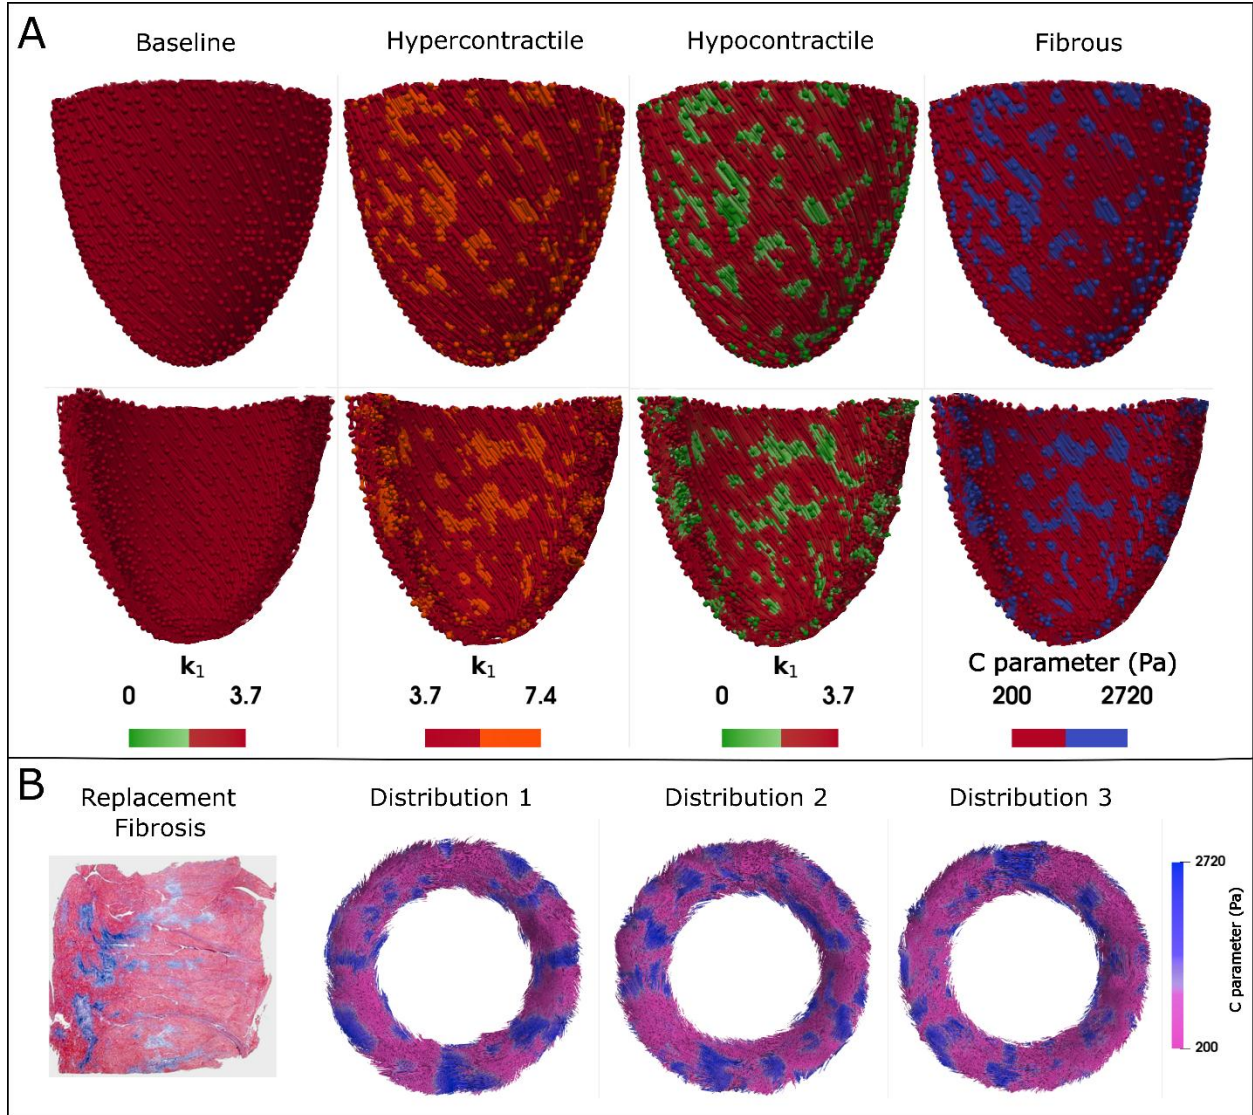 A
Baseline
Hypercontractile
Hypocontractile
Fibrous
k₁
0 3.7
k₁
3.7 7.4
k₁
0 3.7
C parameter (Pa)
200 2720
B
Replacement
Fibrosis
Distribution 1
Distribution 2
Distribution 3
2720
C parameter (Pa)
200